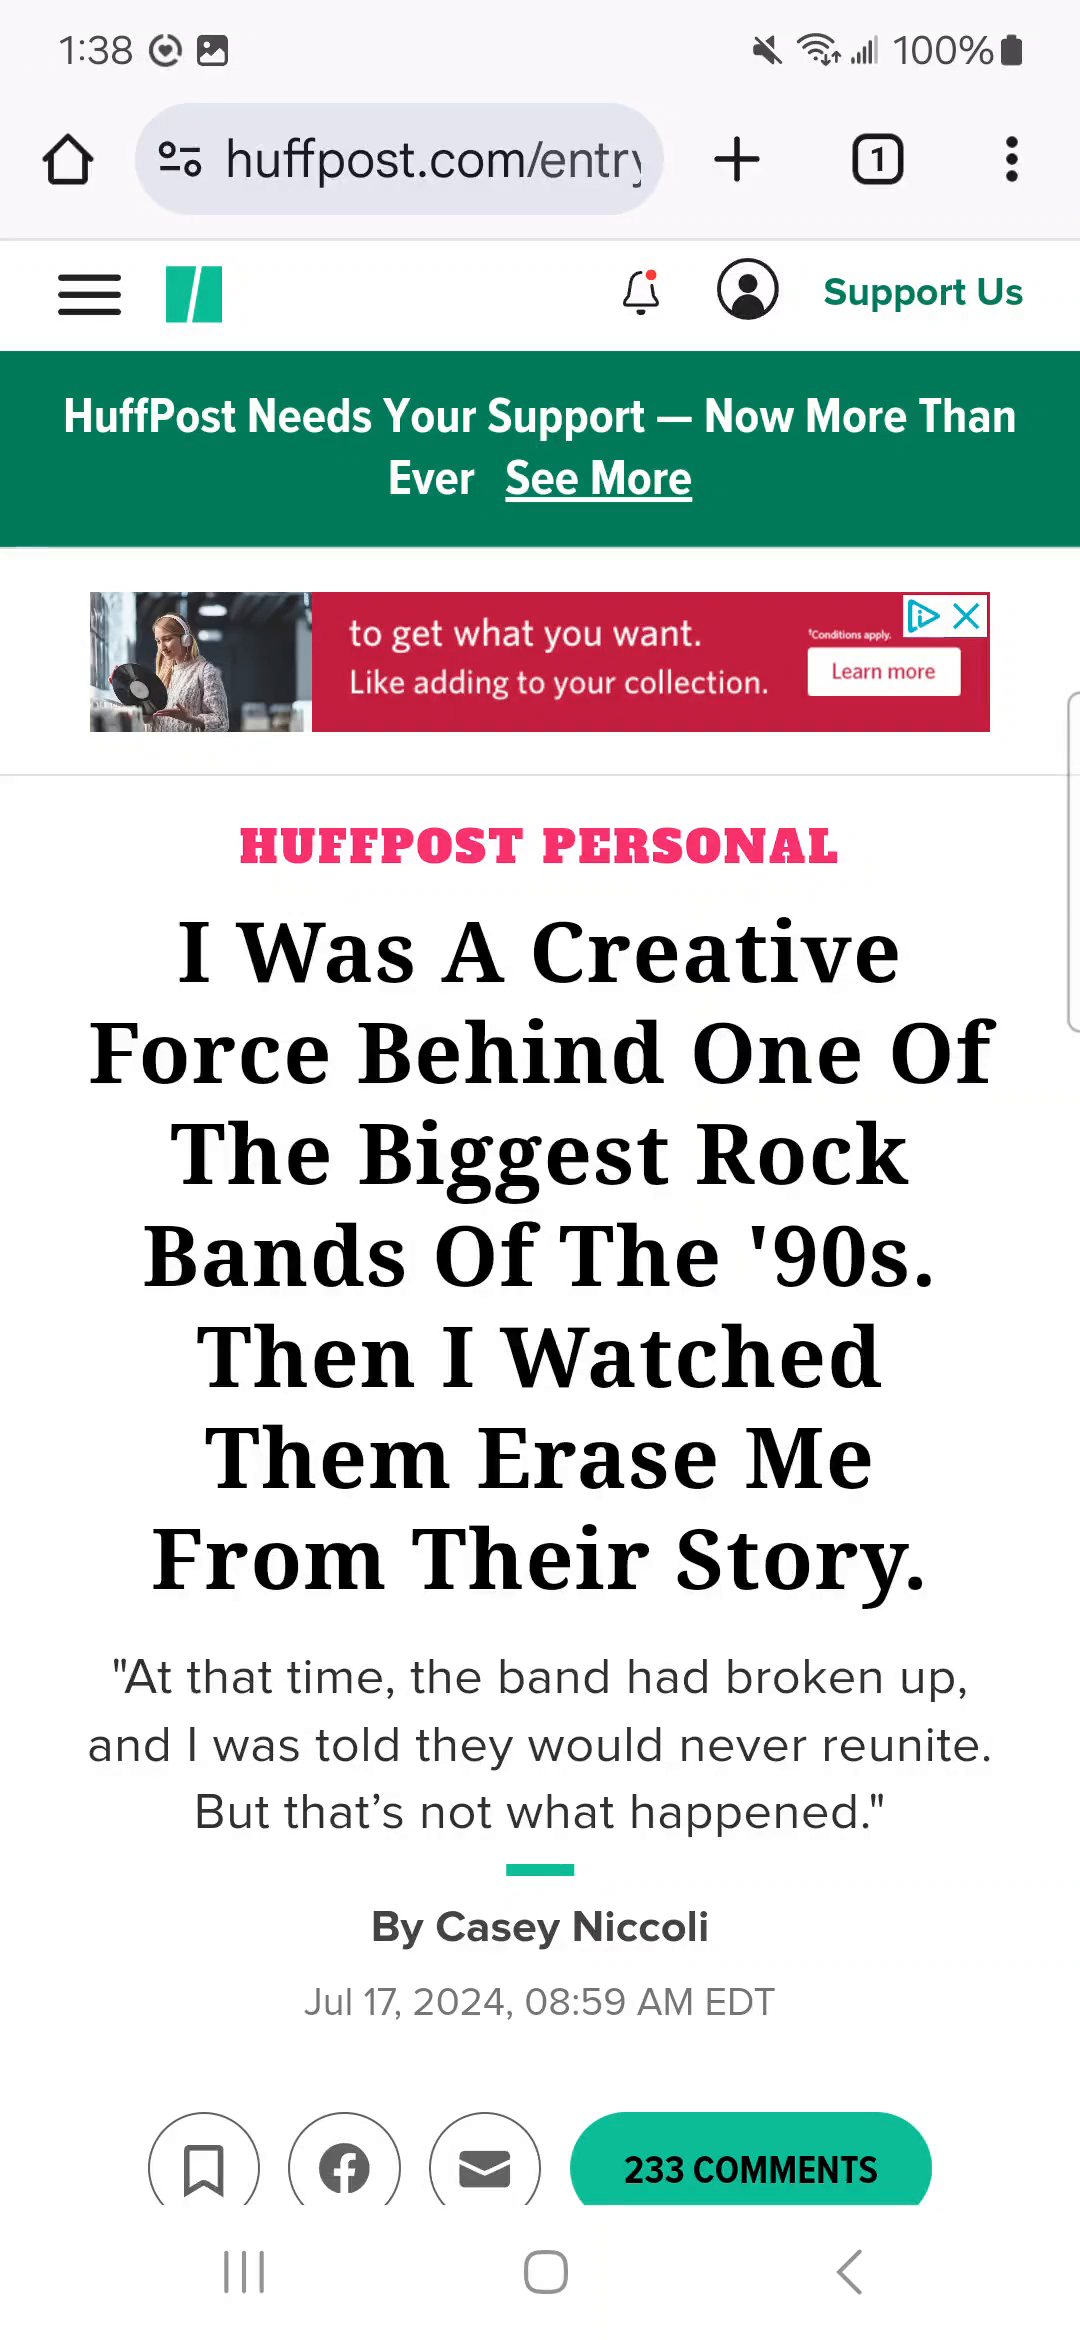 1:38
100%
huffpost.com/entry
1
Support Us
HuffPost Needs Your Support — Now More Than
Ever See More
to get what you want.
Like adding to your collection.
†Conditions apply.
Learn more
HUFFPOST PERSONAL
I Was A Creative
Force Behind One Of
The Biggest Rock
Bands Of The '90s.
Then I Watched
Them Erase Me
From Their Story.
"At that time, the band had broken up,
and I was told they would never reunite.
But that’s not what happened."
By Casey Niccoli
Jul 17, 2024, 08:59 AM EDT
233 COMMENTS